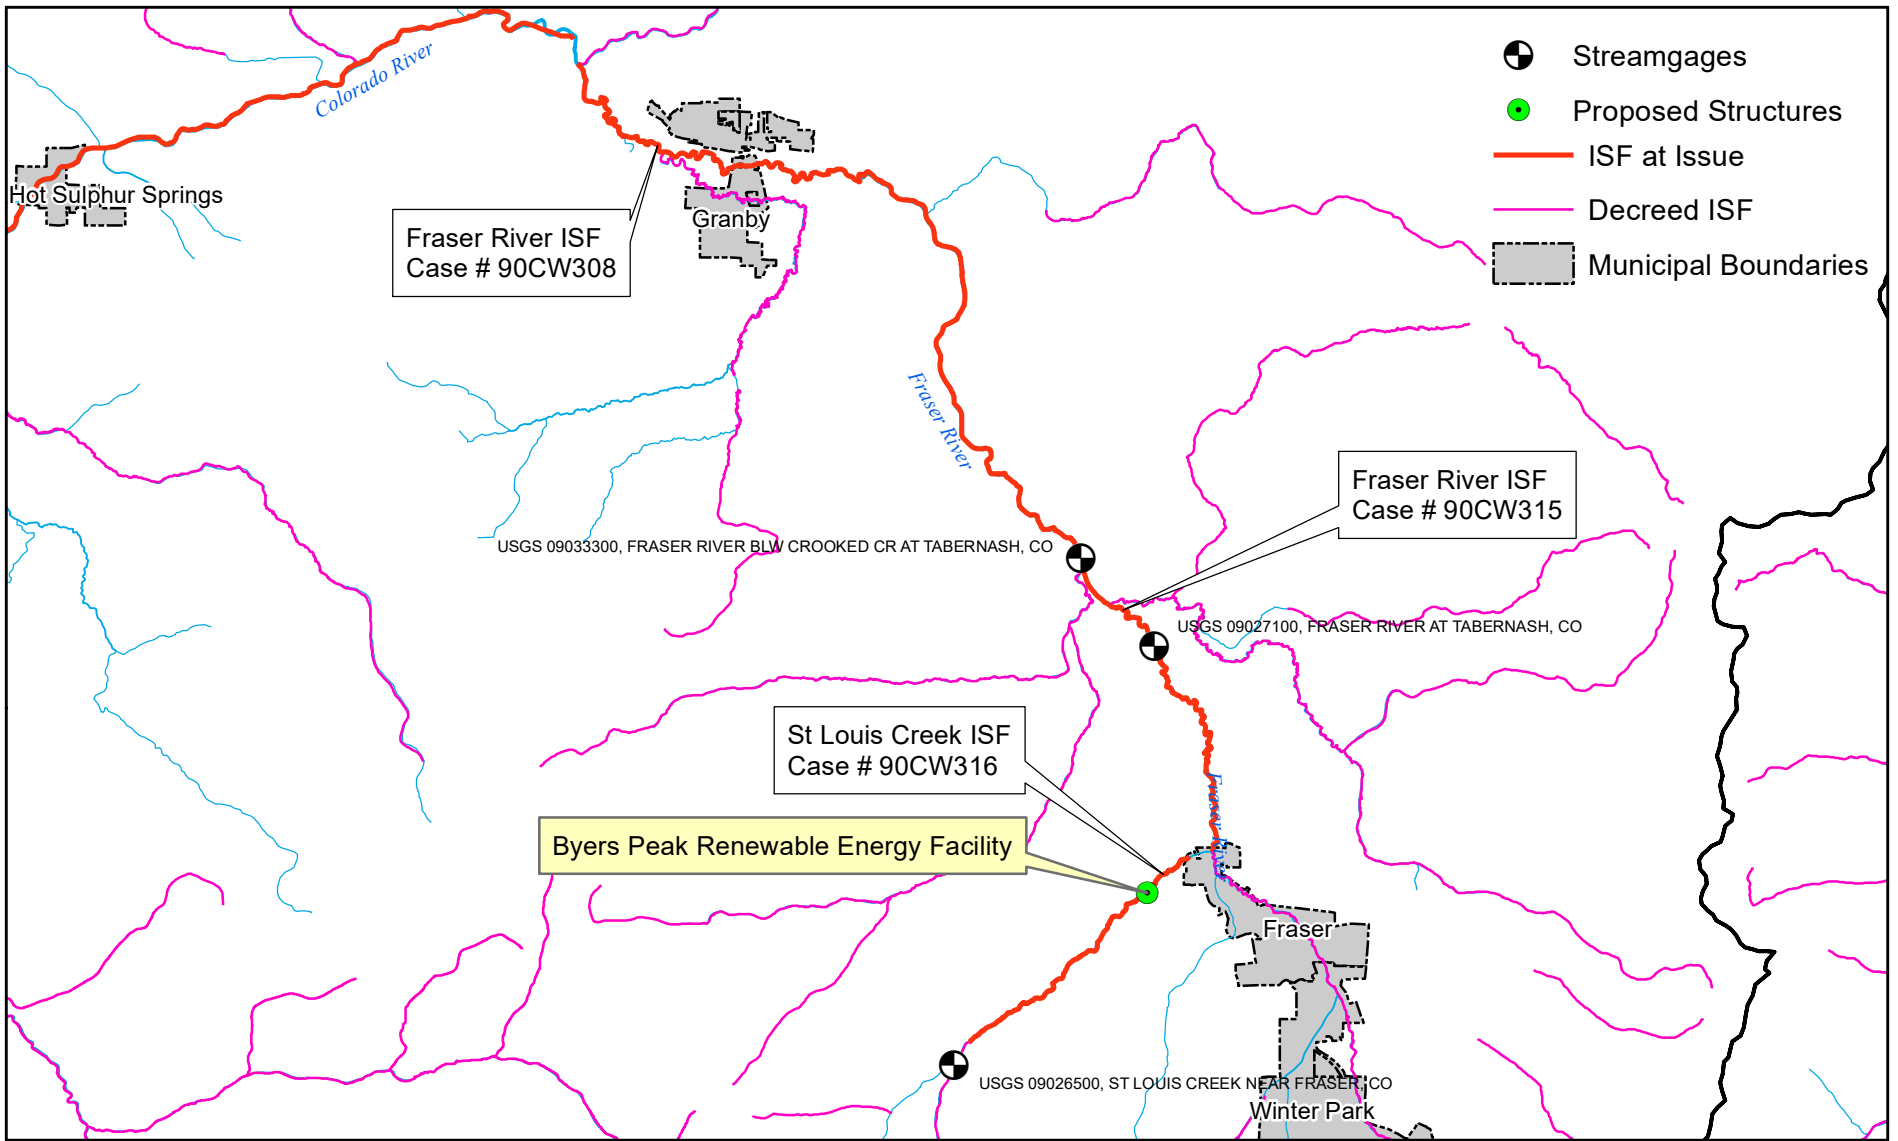 Streamgages
Proposed Structures
ISF at Issue
Decreed ISF
Municipal Boundaries
Colorado River
Hot Sulphur Springs
Granby
Fraser River ISF
Case # 90CW308
Fraser River
Fraser River ISF
Case # 90CW315
USGS 09033300, FRASER RIVER BLW CROOKED CR AT TABERNASH, CO
USGS 09027100, FRASER RIVER AT TABERNASH, CO
St Louis Creek ISF
Case # 90CW316
Fraser River
Byers Peak Renewable Energy Facility
Fraser
USGS 09026500, ST LOUIS CREEK NEAR FRASER, CO
Winter Park